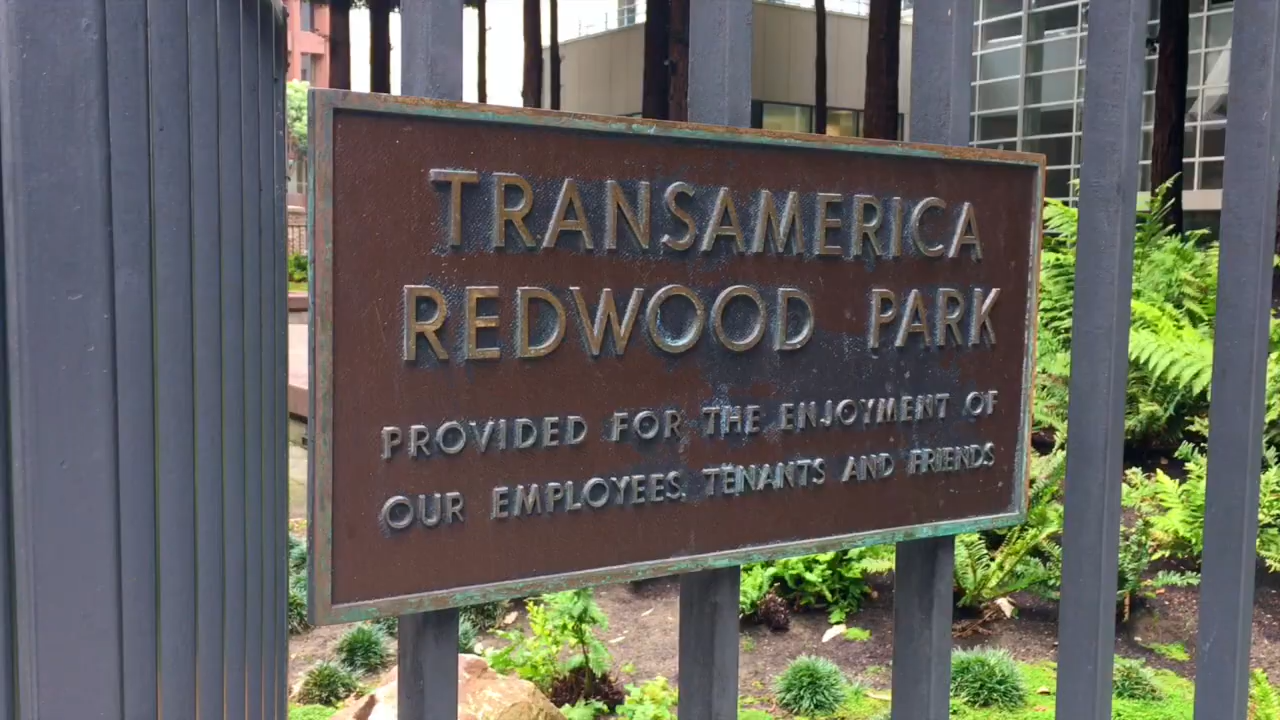 TRANSAMERICA
REDWOOD PARK
PROVIDED FOR THE ENJOYMENT OF
OUR EMPLOYEES TENANTS AND FRIENDS